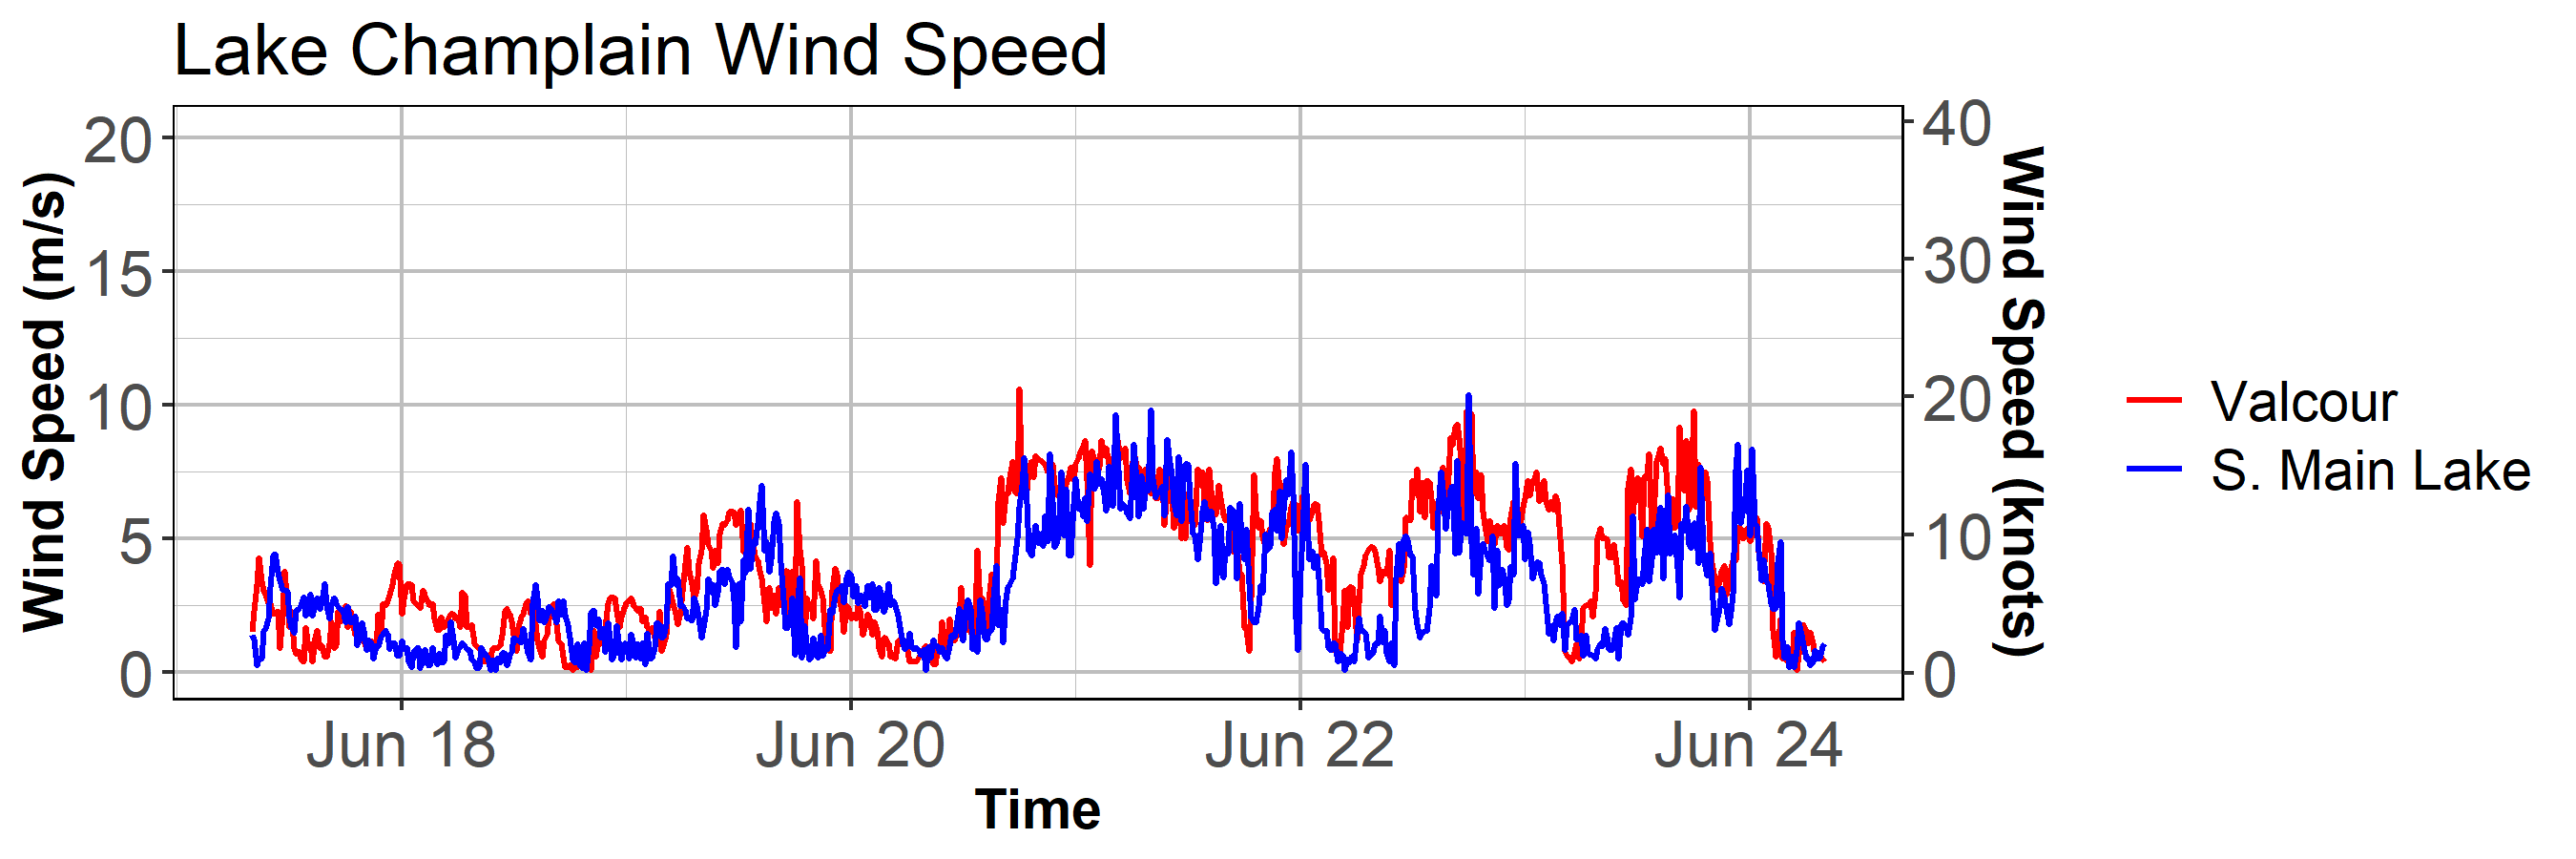 Lake Champlain Wind Speed
Wind Speed (m/s)
20
15
10
5
0
40
30
20
10
0
Wind Speed (knots)
Jun 18
Jun 20
Jun 22
Jun 24
Time
Valcour
S. Main Lake